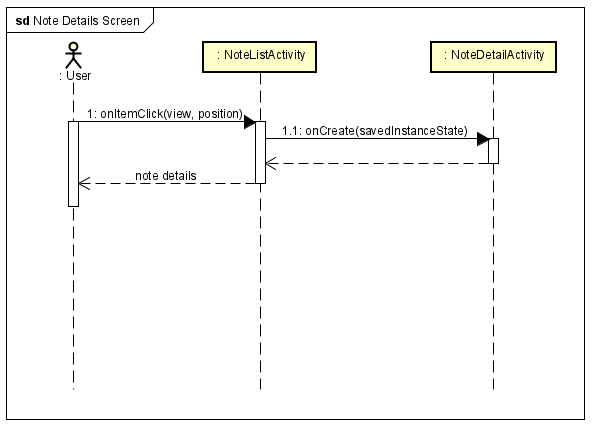 sd Note Details Screen
: User
: NoteListActivity
: NoteDetailActivity
1: onItemClick(view, position)
1.1: onCreate(savedInstanceState)
note details